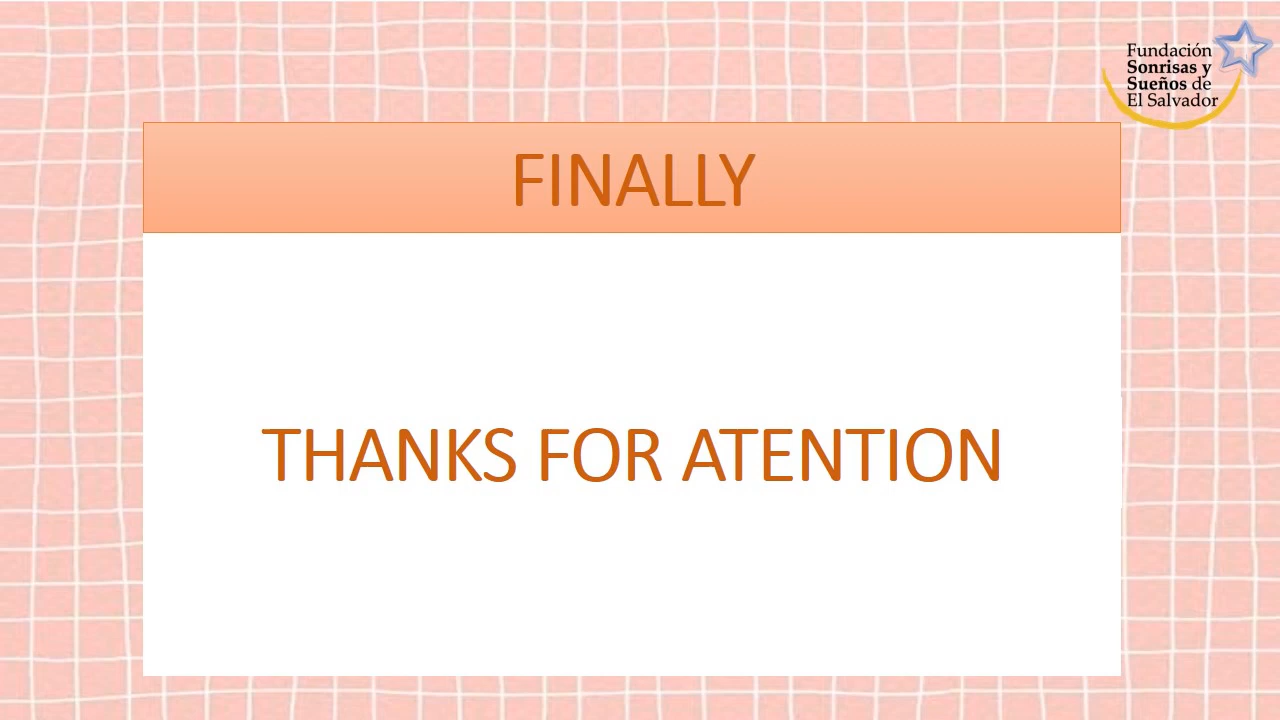 Fundación
Sonrisas y
Sueños de
El Salvador
FINALLY
THANKS FOR ATENTION